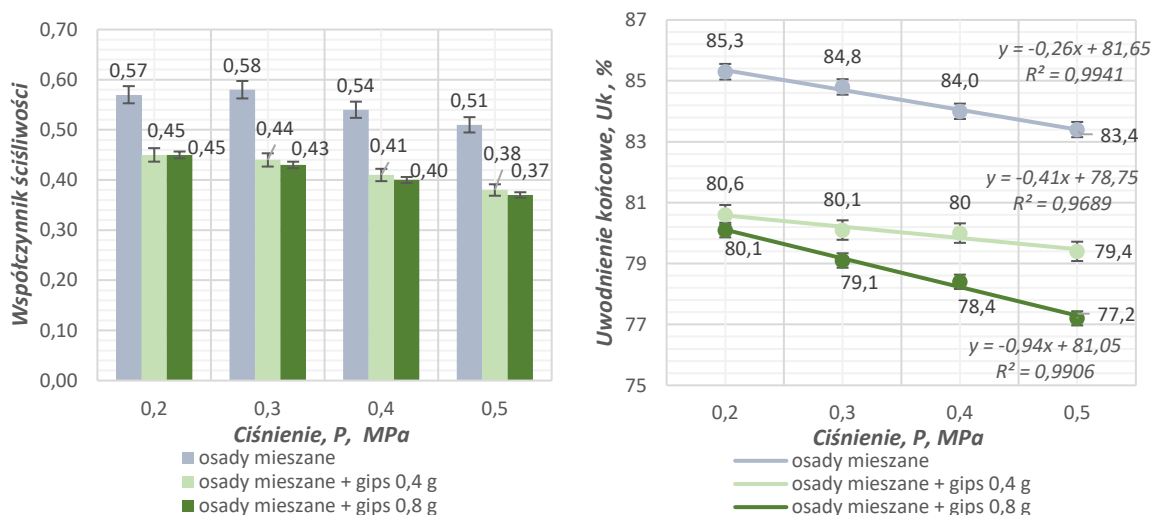 Współczynnik ściśliwości
0,70
0,60
0,50
0,40
0,30
0,20
0,10
0,00
0,57
0,45
0,45
0,58
0,44
0,43
0,54
0,41
0,40
0,51
0,38
0,37
0,2
0,3
0,4
0,5
Ciśnienie, P, MPa
osady mieszane
osady mieszane + gips 0,4 g
osady mieszane + gips 0,8 g
Uwodnienie końcowe, Uk, %
87
85
83
81
79
77
75
85,3
84,8
84,0
83,4
y = -0,26x + 81,65
R² = 0,9941
80,6
80,1
80
79,4
y = -0,41x + 78,75
R² = 0,9689
80,1
79,1
78,4
77,2
y = -0,94x + 81,05
R² = 0,9906
0,2
0,3
0,4
0,5
Ciśnienie, P, MPa
osady mieszane
osady mieszane + gips 0,4 g
osady mieszane + gips 0,8 g